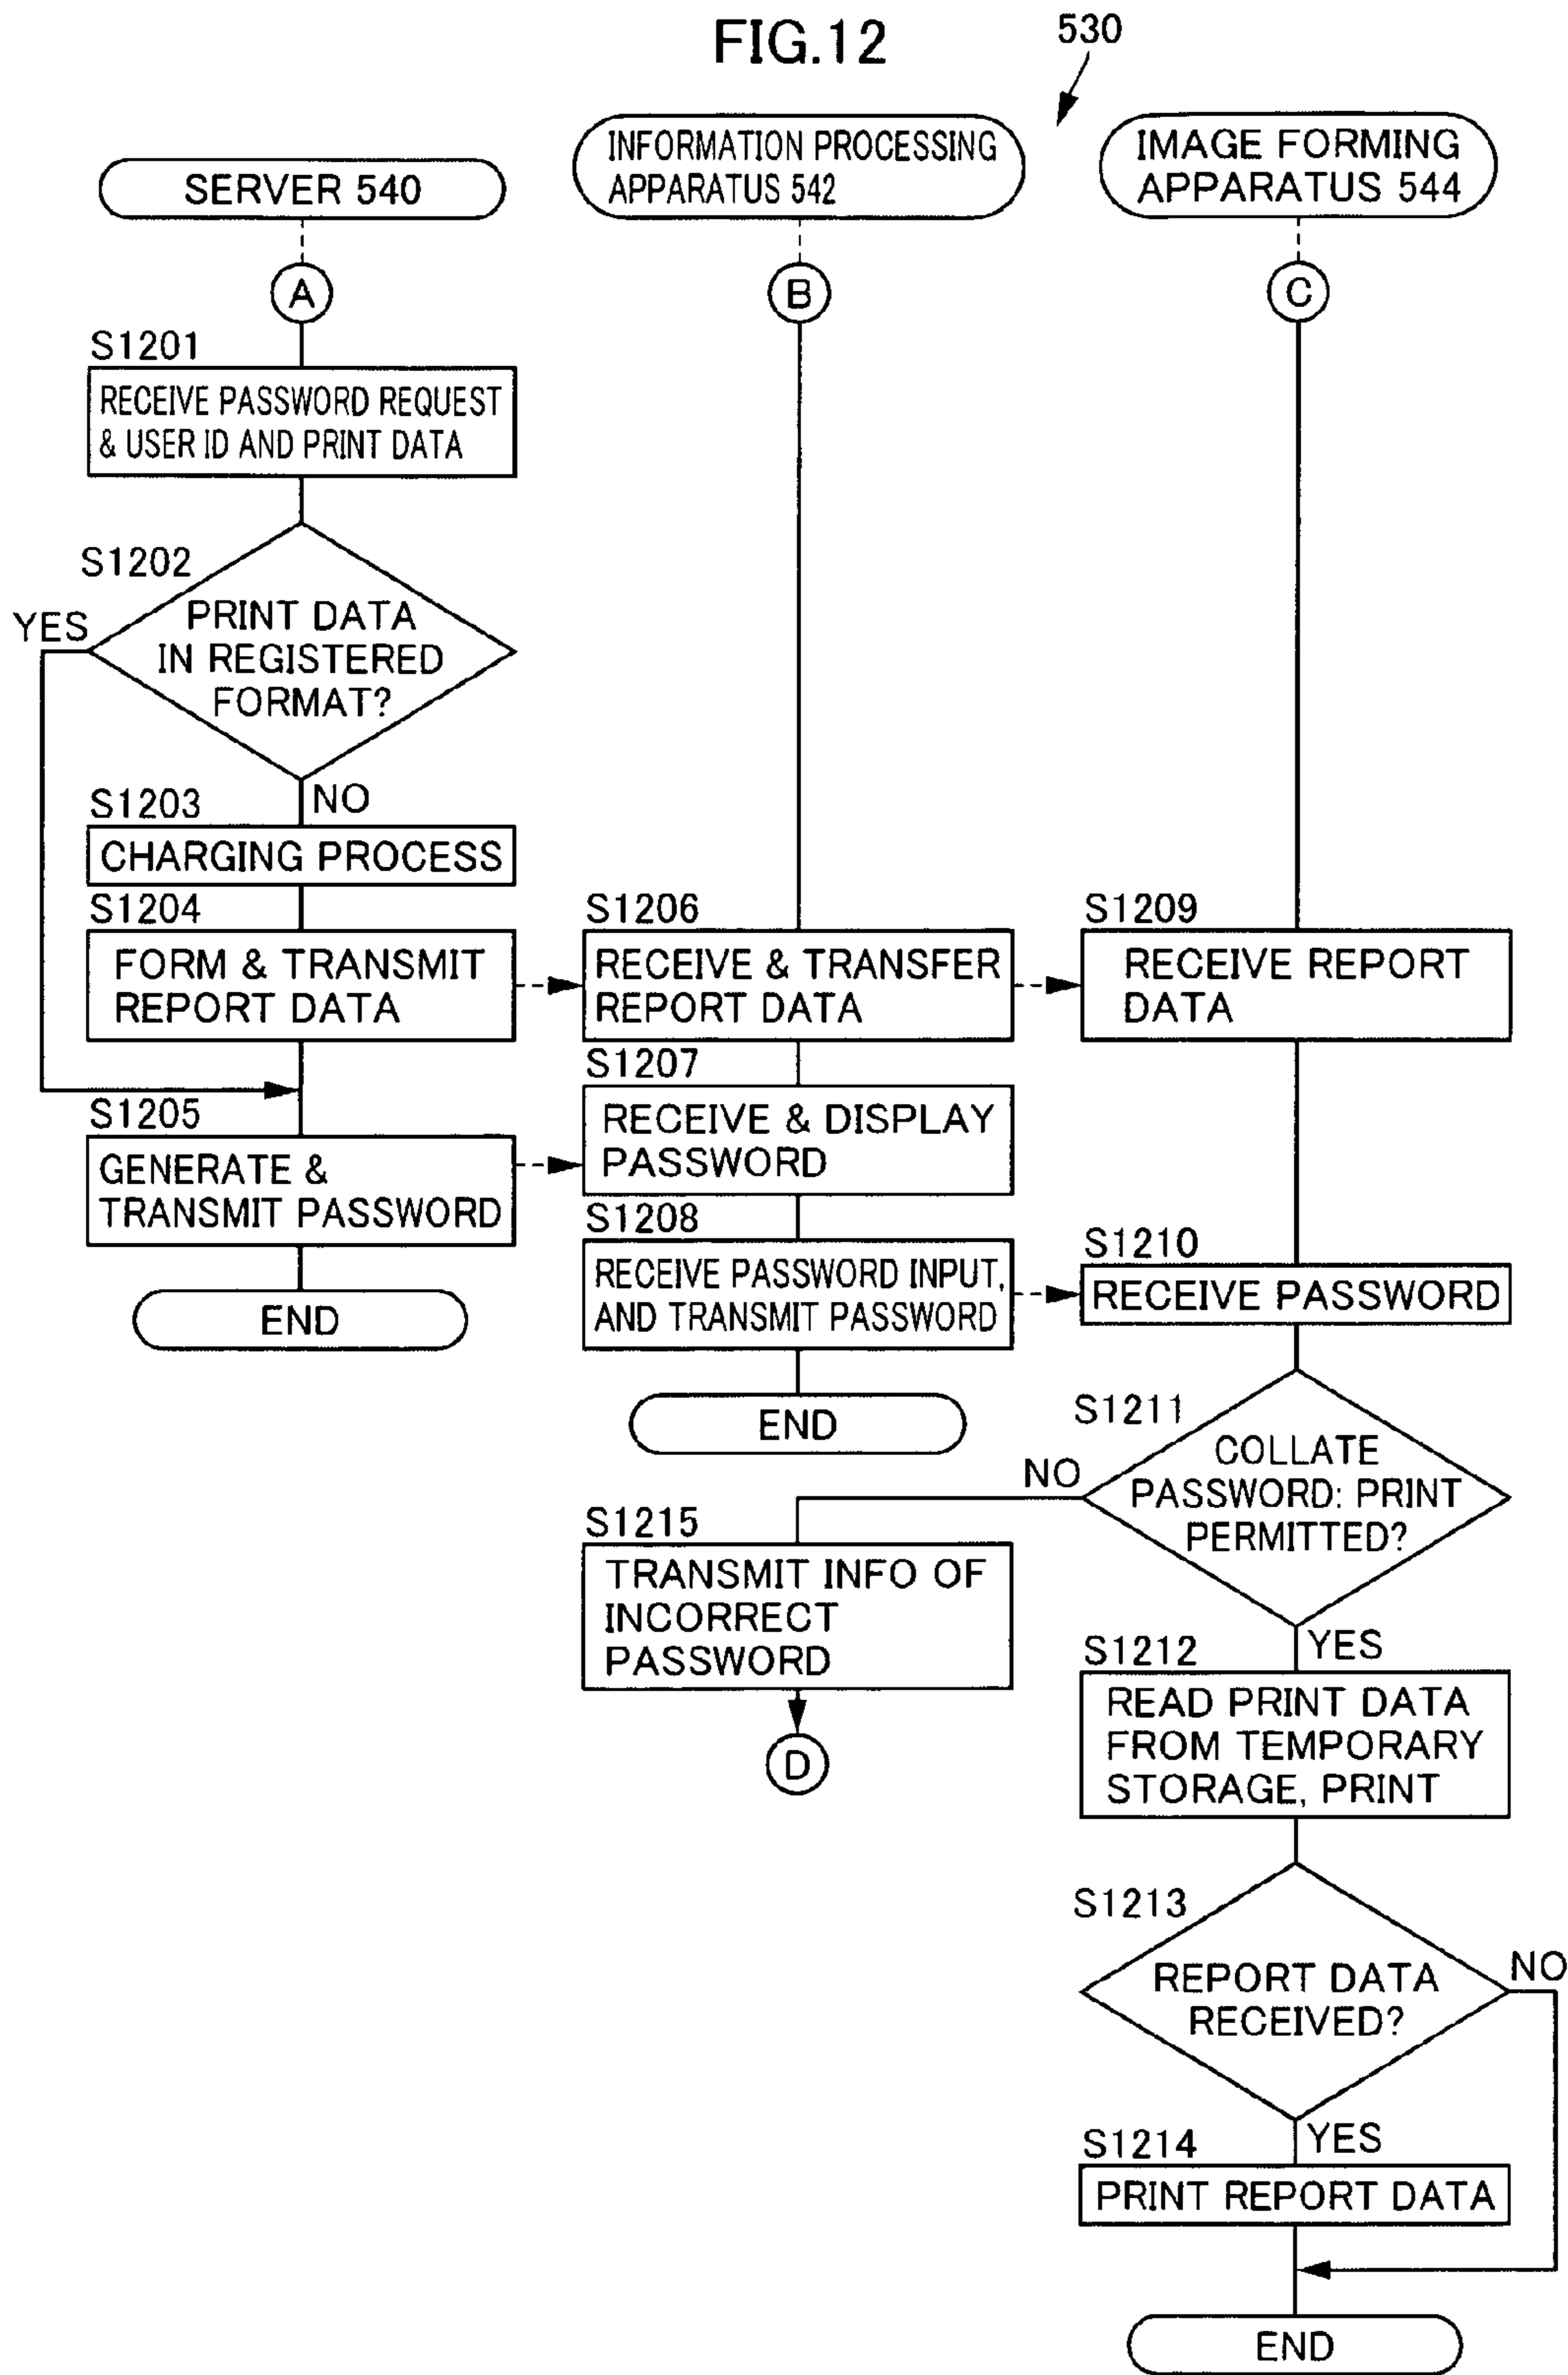 FIG.12
530
SERVER 540
A
S1201
RECEIVE PASSWORD REQUEST
& USER ID AND PRINT DATA
S1202
PRINT DATA
IN REGISTERED
FORMAT?
YES
NO
S1203
CHARGING PROCESS
S1204
FORM & TRANSMIT
REPORT DATA
S1205
GENERATE &
TRANSMIT PASSWORD
END
INFORMATION PROCESSING
APPARATUS 542
B
S1206
RECEIVE & TRANSFER
REPORT DATA
S1207
RECEIVE & DISPLAY
PASSWORD
S1208
RECEIVE PASSWORD INPUT,
AND TRANSMIT PASSWORD
END
S1215
TRANSMIT INFO OF
INCORRECT
PASSWORD
D
IMAGE FORMING
APPARATUS 544
C
S1209
RECEIVE REPORT
DATA
S1210
RECEIVE PASSWORD
S1211
COLLATE
PASSWORD: PRINT
PERMITTED?
NO
YES
S1212
READ PRINT DATA
FROM TEMPORARY
STORAGE, PRINT
S1213
REPORT DATA
RECEIVED?
NO
YES
S1214
PRINT REPORT DATA
END